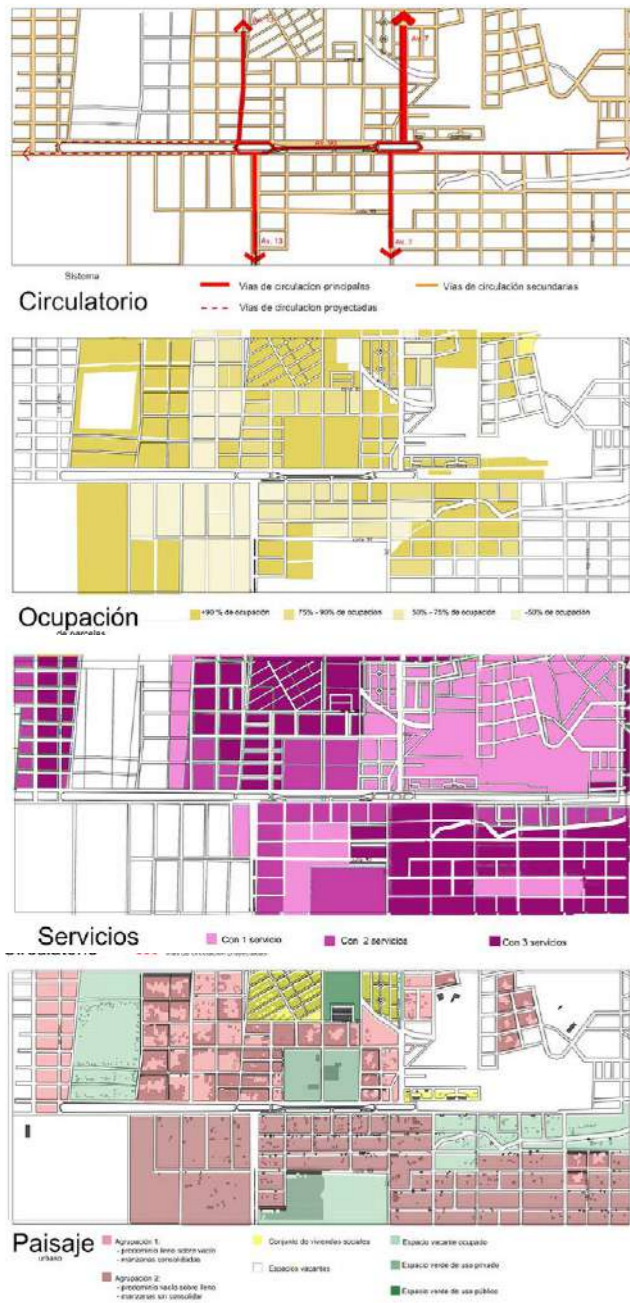 Av. 13
Av. 7
Av. 90
Av. 13
Av. 7
Sistema
Circulatorio
Vias de circulacion principales
Vias de circulación secundarias
Vias de circulacion proyectadas
Ocupación
de parcelas
+90 % de ocupación
75% - 90% de ocupación
50% - 75% de ocupación
-50% de ocupación
Servicios
Con 1 servicio
Con 2 servicios
Con 3 servicios
Paisaje
urbano
Agrupación 1:
- predominio lleno sobre vacio
- manzanas consolidadas
Agrupación 2:
- predominio vacío sobre lleno
- manzanas sin consolidar
Conjunto de viviendas sociales
Espacios vacantes
Espacio vacante ocupado
Espacio verde de uso privado
Espacio verde de uso público